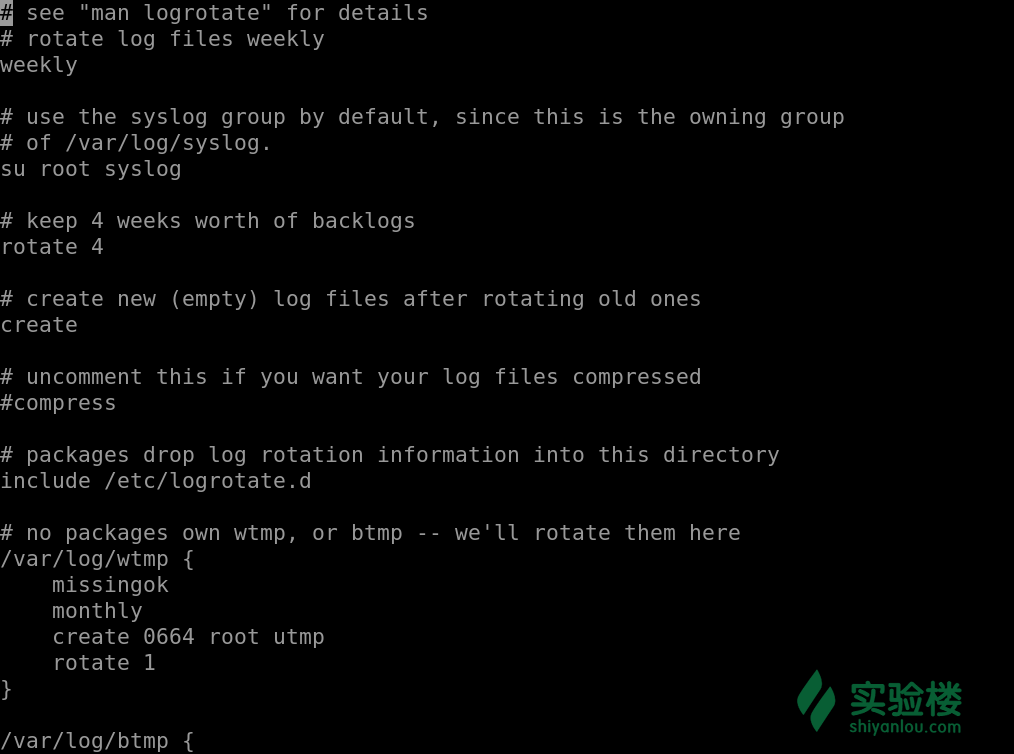 # see "man logrotate" for details
# rotate log files weekly
weekly

# use the syslog group by default, since this is the owning group
# of /var/log/syslog.
su root syslog

# keep 4 weeks worth of backlogs
rotate 4

# create new (empty) log files after rotating old ones
create

# uncomment this if you want your log files compressed
#compress

# packages drop log rotation information into this directory
include /etc/logrotate.d

# no packages own wtmp, or btmp -- we'll rotate them here
/var/log/wtmp {
    missingok
    monthly
    create 0664 root utmp
    rotate 1
}

/var/log/btmp {
实验楼
shiyanlou.com